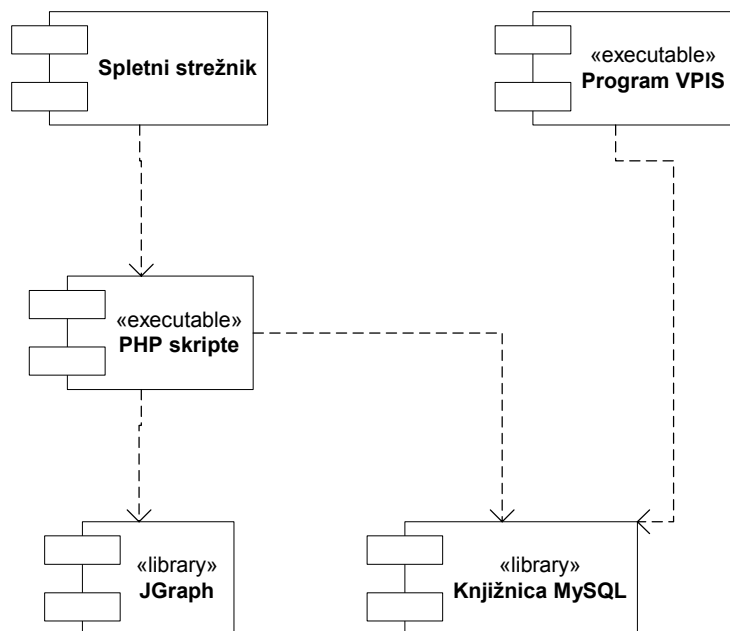 Spletni strežnik
«executable»
Program VPIS
«executable»
PHP skripte
«library»
JGraph
«library»
Knjižnica MySQL